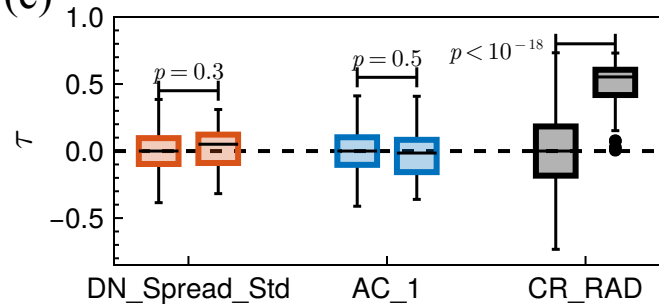 1.0
p = 0.3
p = 0.5
p < 10⁻¹⁸
0.5
τ
0.0
−0.5
DN_Spread_Std AC_1 CR_RAD